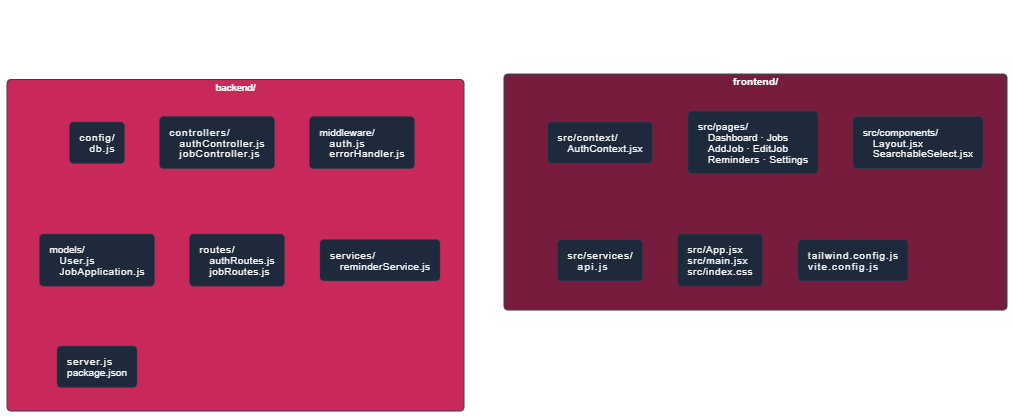 backend/
config/
db.js
controllers/
authController.js
jobController.js
middleware/
auth.js
errorHandler.js
models/
User.js
JobApplication.js
routes/
authRoutes.js
jobRoutes.js
services/
reminderService.js
server.js
package.json
frontend/
src/context/
AuthContext.jsx
src/pages/
Dashboard · Jobs
AddJob · EditJob
Reminders · Settings
src/components/
Layout.jsx
SearchableSelect.jsx
src/services/
api.js
src/App.jsx
src/main.jsx
src/index.css
tailwind.config.js
vite.config.js